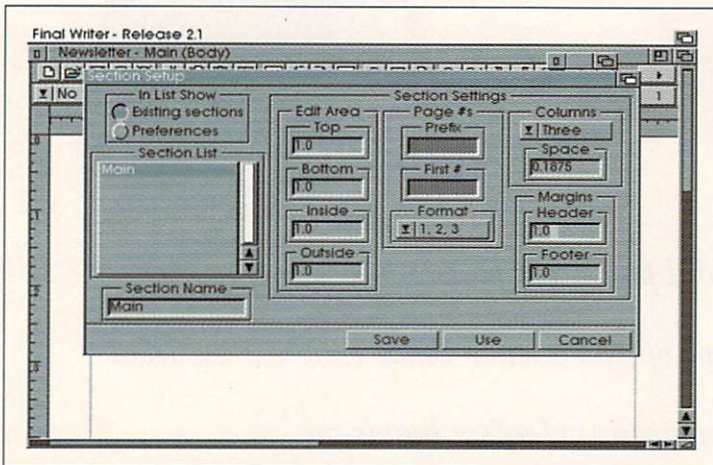 Final Writer - Release 2.1
Newsletter - Main (Body)
Section Setup
No
1
In List Show
Existing sections
Preferences
Section List
Main
Section Name
Main
Section Settings
Edit Area
Top
1.0
Bottom
1.0
Inside
1.0
Outside
1.0
Page #s
Prefix
First #
Format
1, 2, 3
Columns
Three
Space
0.1875
Margins
Header
1.0
Footer
1.0
Save
Use
Cancel